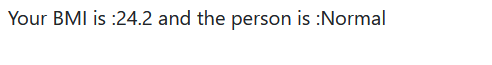 Your BMI is :24.2 and the person is :Normal